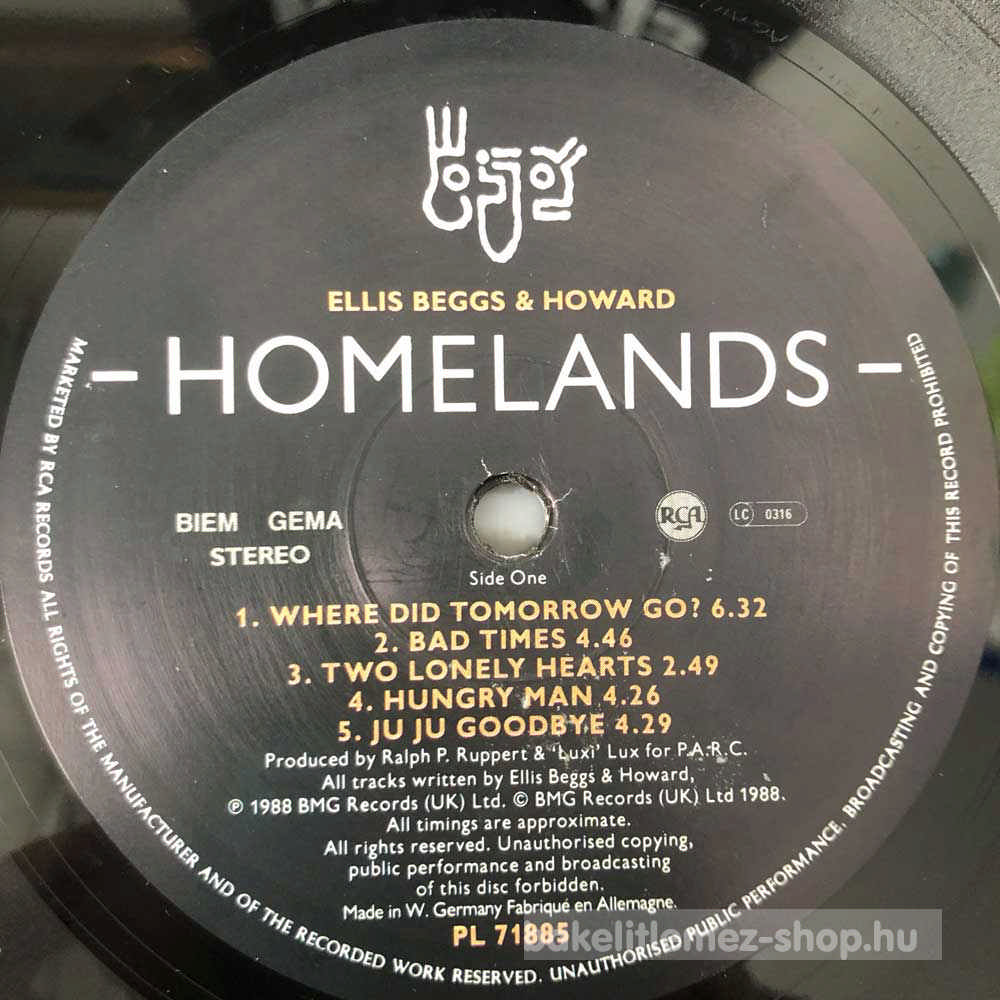 ELLIS BEGGS & HOWARD
- HOMELANDS -
BIEM GEMA
STEREO
RCA
LC 0316
Side One
1. WHERE DID TOMORROW GO? 6.32
2. BAD TIMES 4.46
3. TWO LONELY HEARTS 2.49
4. HUNGRY MAN 4.26
5. JU JU GOODBYE 4.29
Produced by Ralph P. Ruppert & 'Luxi' Lux for P.A.R.C.
All tracks written by Ellis Beggs & Howard,
℗ 1988 BMG Records (UK) Ltd. © BMG Records (UK) Ltd 1988.
All timings are approximate.
All rights reserved. Unauthorised copying,
public performance and broadcasting
of this disc forbidden.
Made in W. Germany Fabriqué en Allemagne.
PL 71885
MARKETED BY RCA RECORDS ALL RIGHTS OF THE MANUFACTURER AND OF THE RECORDED WORK RESERVED. UNAUTHORISED PUBLIC PERFORMANCE, BROADCASTING AND COPYING OF THIS RECORD PROHIBITED
bakelitlemez-shop.hu